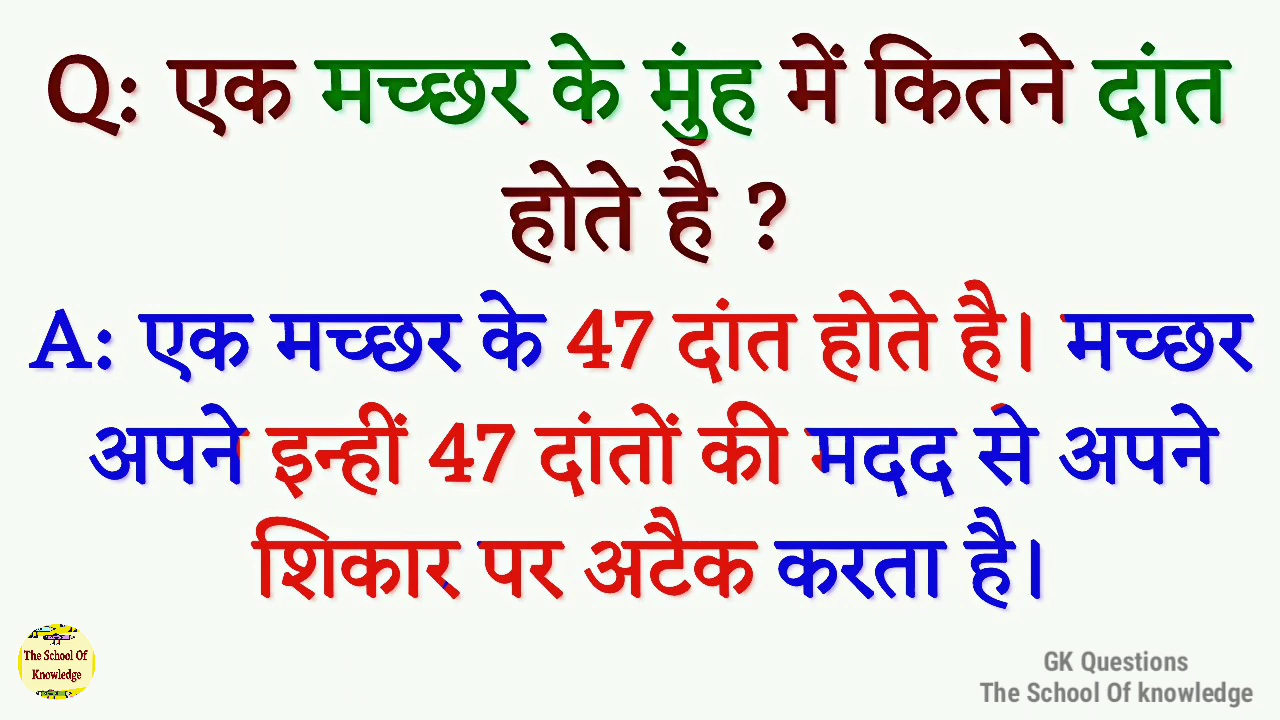 Q: एक मच्छर के मुंह में कितने दांत
होते है ?
A: एक मच्छर के 47 दांत होते है। मच्छर
अपने इन्हीं 47 दांतों की मदद से अपने
शिकार पर अटैक करता है।
The School Of
Knowledge
GK Questions
The School Of knowledge